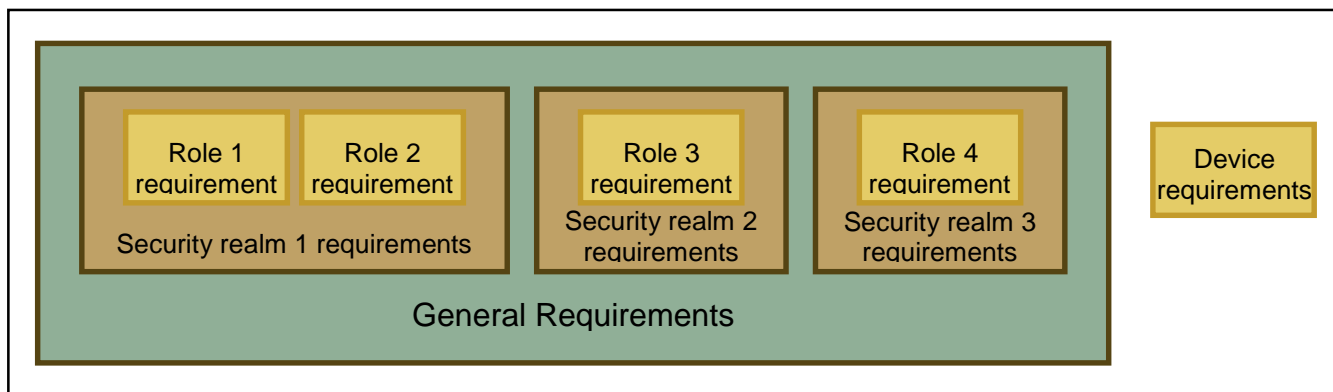 Role 1
requirement
Role 2
requirement
Security realm 1 requirements
Role 3
requirement
Security realm 2
requirements
Role 4
requirement
Security realm 3
requirements
General Requirements
Device
requirements